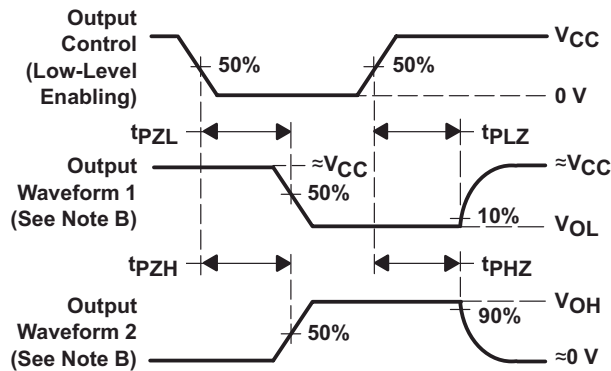 Output
Control
(Low-Level
Enabling)
50%
50%
VCC
0 V
tPZL
tPLZ
Output
Waveform 1
(See Note B)
≈VCC
50%
≈VCC
10%
VOL
tPZH
tPHZ
Output
Waveform 2
(See Note B)
50%
VOH
90%
≈0 V